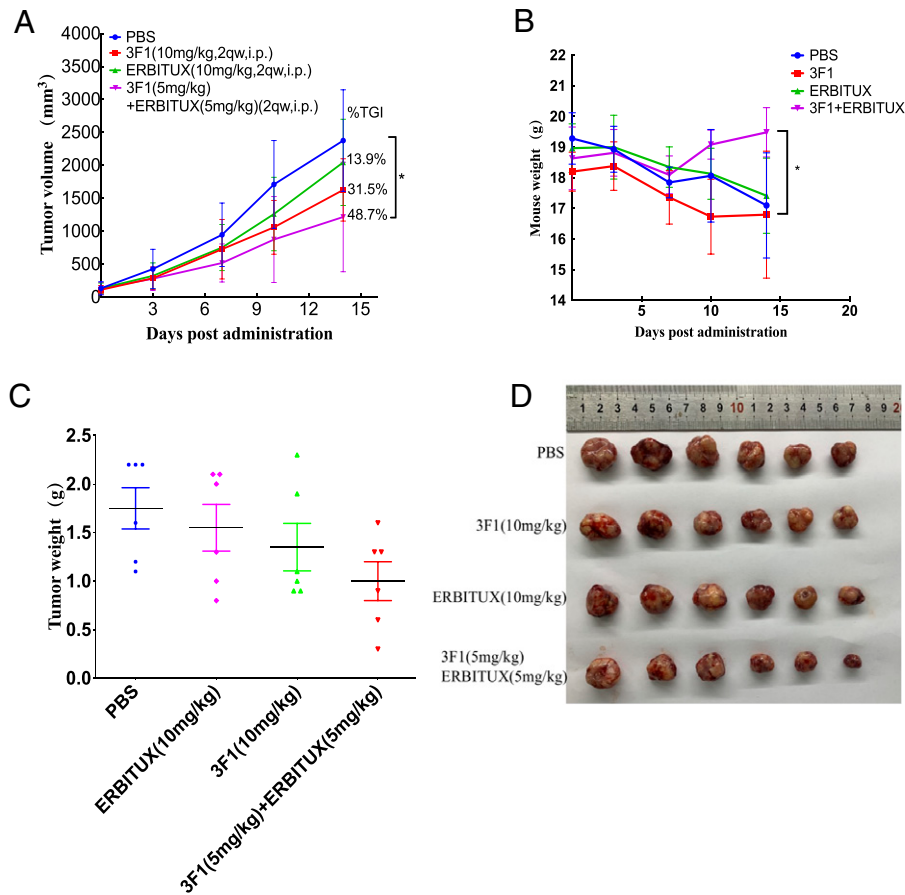 A
Tumor volume (mm³)
4000
3500
3000
2500
2000
1500
1000
500
0
PBS
3F1(10mg/kg,2qw,i.p.)
ERBITUX(10mg/kg,2qw,i.p.)
3F1(5mg/kg)
+ERBITUX(5mg/kg)(2qw,i.p.)
%TGI
13.9%
31.5%
48.7%
*
0 3 6 9 12 15
Days post administration
B
Mouse weight (g)
22
21
20
19
18
17
16
15
14
PBS
3F1
ERBITUX
3F1+ERBITUX
*
5 10 15 20
Days post administration
C
Tumor weight (g)
2.5
2.0
1.5
1.0
0.5
0.0
PBS
ERBITUX(10mg/kg)
3F1(10mg/kg)
3F1(5mg/kg)+ERBITUX(5mg/kg)
D
1 2 3 4 5 6 7 8 9 10 1 2 3 4 5 6 7 8 9 20
PBS
3F1(10mg/kg)
ERBITUX(10mg/kg)
3F1(5mg/kg)
ERBITUX(5mg/kg)